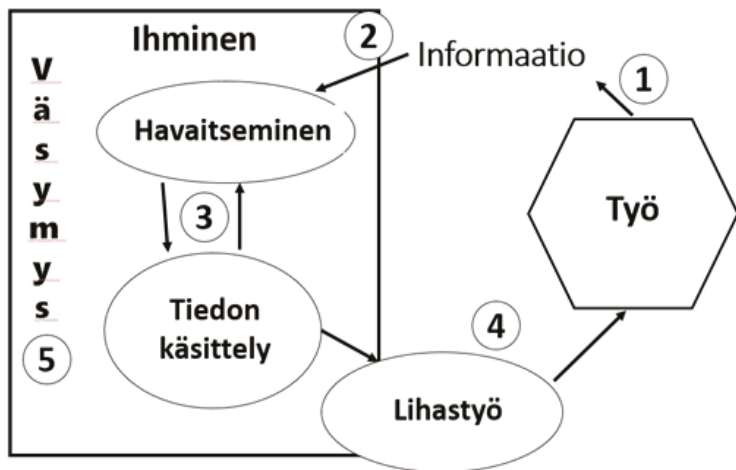 Ihminen
2
Informaatio
1
V
ä
s
y
m
y
s
5
Havaitseminen
3
Tiedon
käsittely
Työ
4
Lihastyö